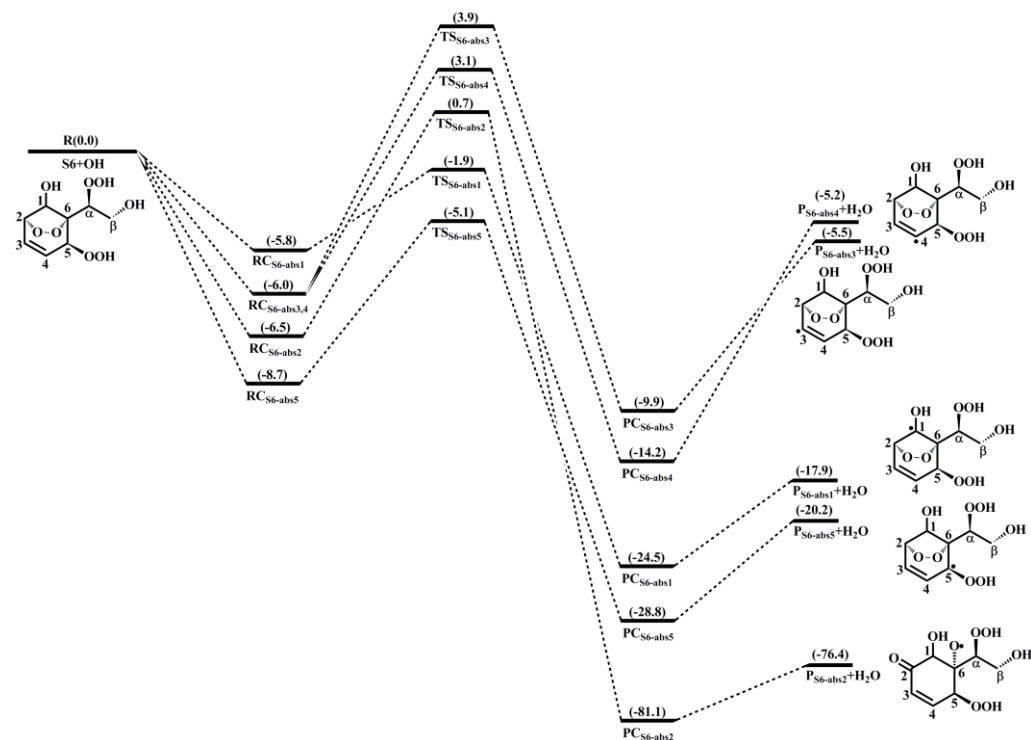 (3.9)
TS_S6-abs3
(3.1)
TS_S6-abs4
(0.7)
TS_S6-abs2
R(0.0)
S6+OH
(-1.9)
TS_S6-abs1
(-5.1)
TS_S6-abs5
OH OOH
1 6 OH
2 α β
O-O
3 5
4 OOH
(-5.8)
RC_S6-abs1
(-6.0)
RC_S6-abs3,4
(-6.5)
RC_S6-abs2
(-8.7)
RC_S6-abs5
(-5.2)
P_S6-abs4+H2O
(-5.5)
P_S6-abs3+H2O
OH OOH
1 6 OH
2 α β
O-O
3 5
•4 OOH
OH OOH
1 6 OH
2 α β
O-O
•3 5
4 OOH
(-9.9)
PC_S6-abs3
(-14.2)
PC_S6-abs4
(-17.9)
P_S6-abs1+H2O
OH OOH
•1 6 OH
2 α β
O-O
3 5
4 OOH
(-20.2)
P_S6-abs5+H2O
OH OOH
1 6 OH
2 α β
O-O
3 5•
4 OOH
(-24.5)
PC_S6-abs1
(-28.8)
PC_S6-abs5
(-76.4)
P_S6-abs2+H2O
OH O• OOH
O 1 OH
2 6 α β
3 5
4 OOH
(-81.1)
PC_S6-abs2